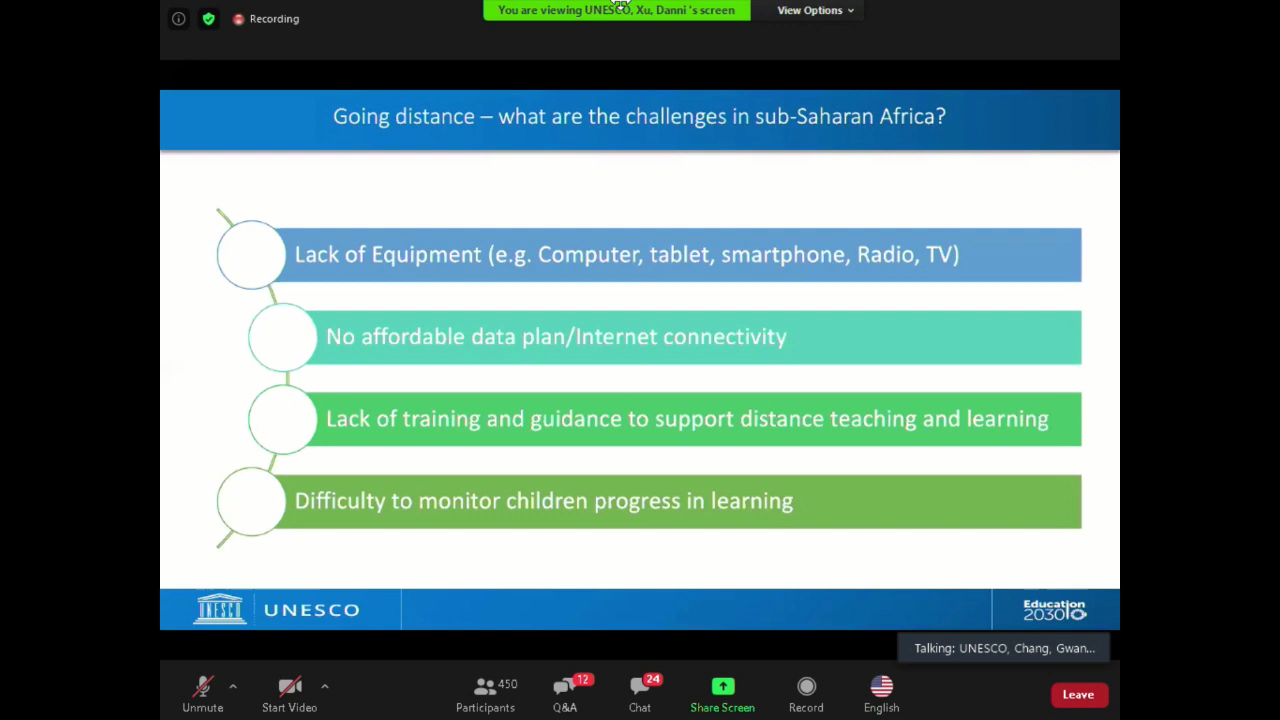 Recording
You are viewing UNESCO, Xu, Danni 's screen
View Options
Going distance – what are the challenges in sub-Saharan Africa?
Lack of Equipment (e.g. Computer, tablet, smartphone, Radio, TV)
No affordable data plan/Internet connectivity
Lack of training and guidance to support distance teaching and learning
Difficulty to monitor children progress in learning
UNESCO
UNESCO
Education
2030
Talking: UNESCO, Chang, Gwan...
450
12
24
Unmute
Start Video
Participants
Q&A
Chat
Share Screen
Record
English
Leave